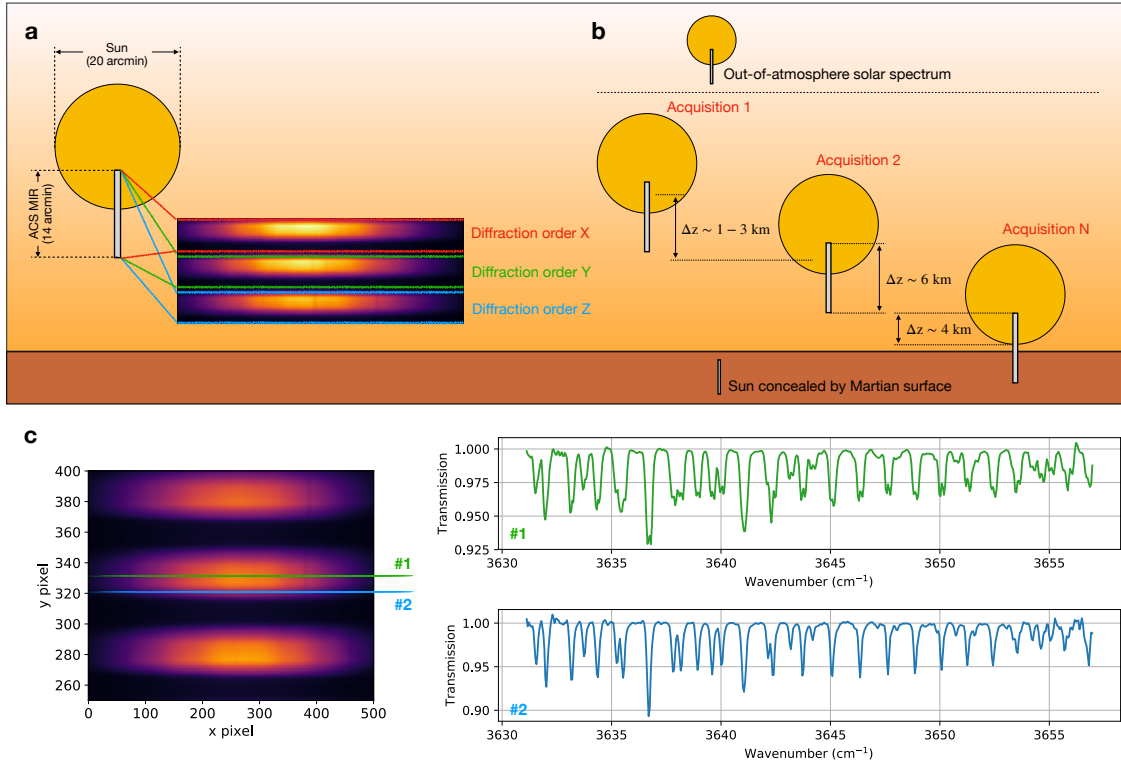 a
Sun
(20 arcmin)
ACS MIR
(14 arcmin)
Diffraction order X
Diffraction order Y
Diffraction order Z
b
Out-of-atmosphere solar spectrum
Acquisition 1
Acquisition 2
Acquisition N
Δz ~ 1 – 3 km
Δz ~ 6 km
Δz ~ 4 km
Sun concealed by Martian surface
c
400
380
360
340
320
300
280
260
y pixel
0 100 200 300 400 500
x pixel
#1
#2
1.000
0.975
0.950
0.925
Transmission
#1
3630 3635 3640 3645 3650 3655
Wavenumber (cm⁻¹)
1.00
0.95
0.90
Transmission
#2
3630 3635 3640 3645 3650 3655
Wavenumber (cm⁻¹)